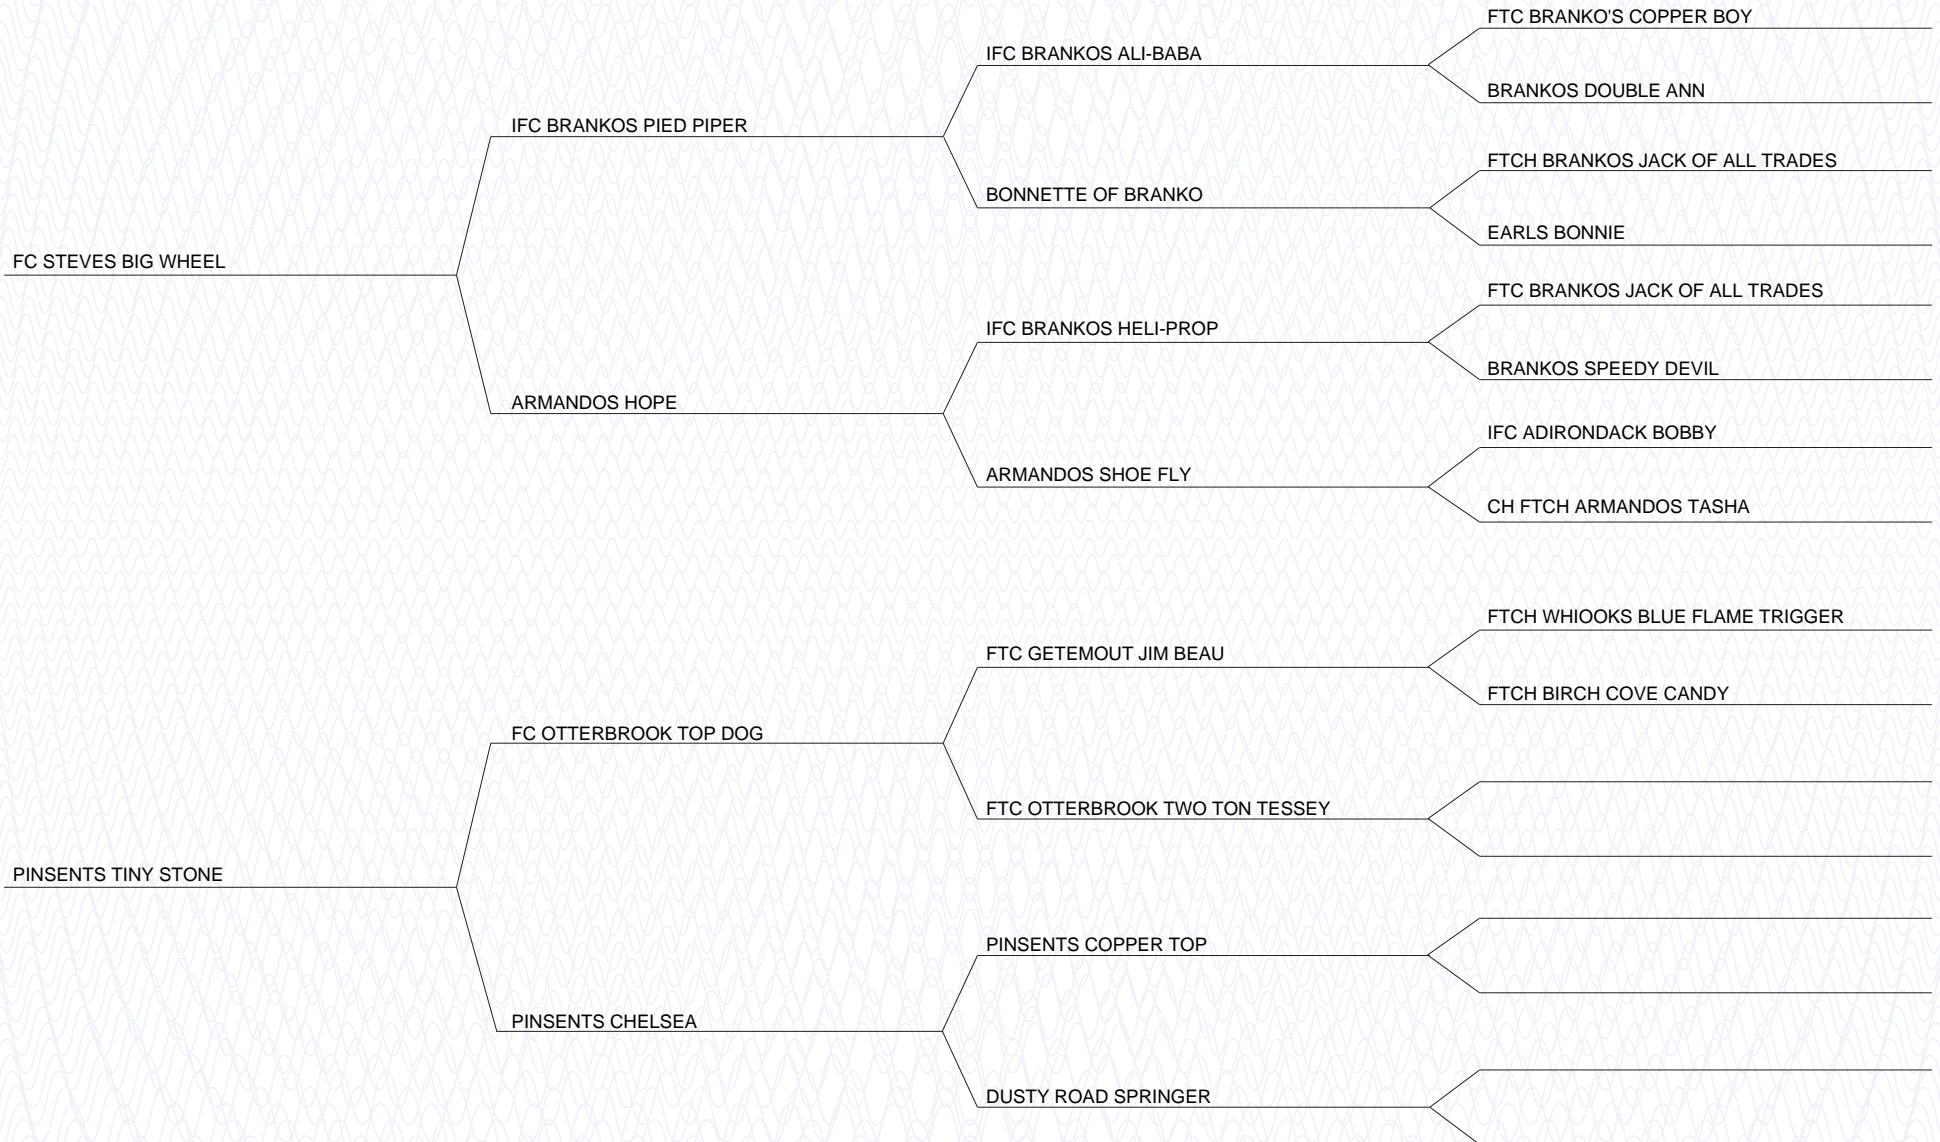 FTC BRANKO'S COPPER BOY
IFC BRANKOS ALI-BABA
BRANKOS DOUBLE ANN
IFC BRANKOS PIED PIPER
FTCH BRANKOS JACK OF ALL TRADES
BONNETTE OF BRANKO
EARLS BONNIE
FC STEVES BIG WHEEL
FTC BRANKOS JACK OF ALL TRADES
IFC BRANKOS HELI-PROP
BRANKOS SPEEDY DEVIL
ARMANDOS HOPE
IFC ADIRONDACK BOBBY
ARMANDOS SHOE FLY
CH FTCH ARMANDOS TASHA
FTCH WHIOOKS BLUE FLAME TRIGGER
FTC GETEMOUT JIM BEAU
FTCH BIRCH COVE CANDY
FC OTTERBROOK TOP DOG
FTC OTTERBROOK TWO TON TESSEY
PINSENTS TINY STONE
PINSENTS COPPER TOP
PINSENTS CHELSEA
DUSTY ROAD SPRINGER